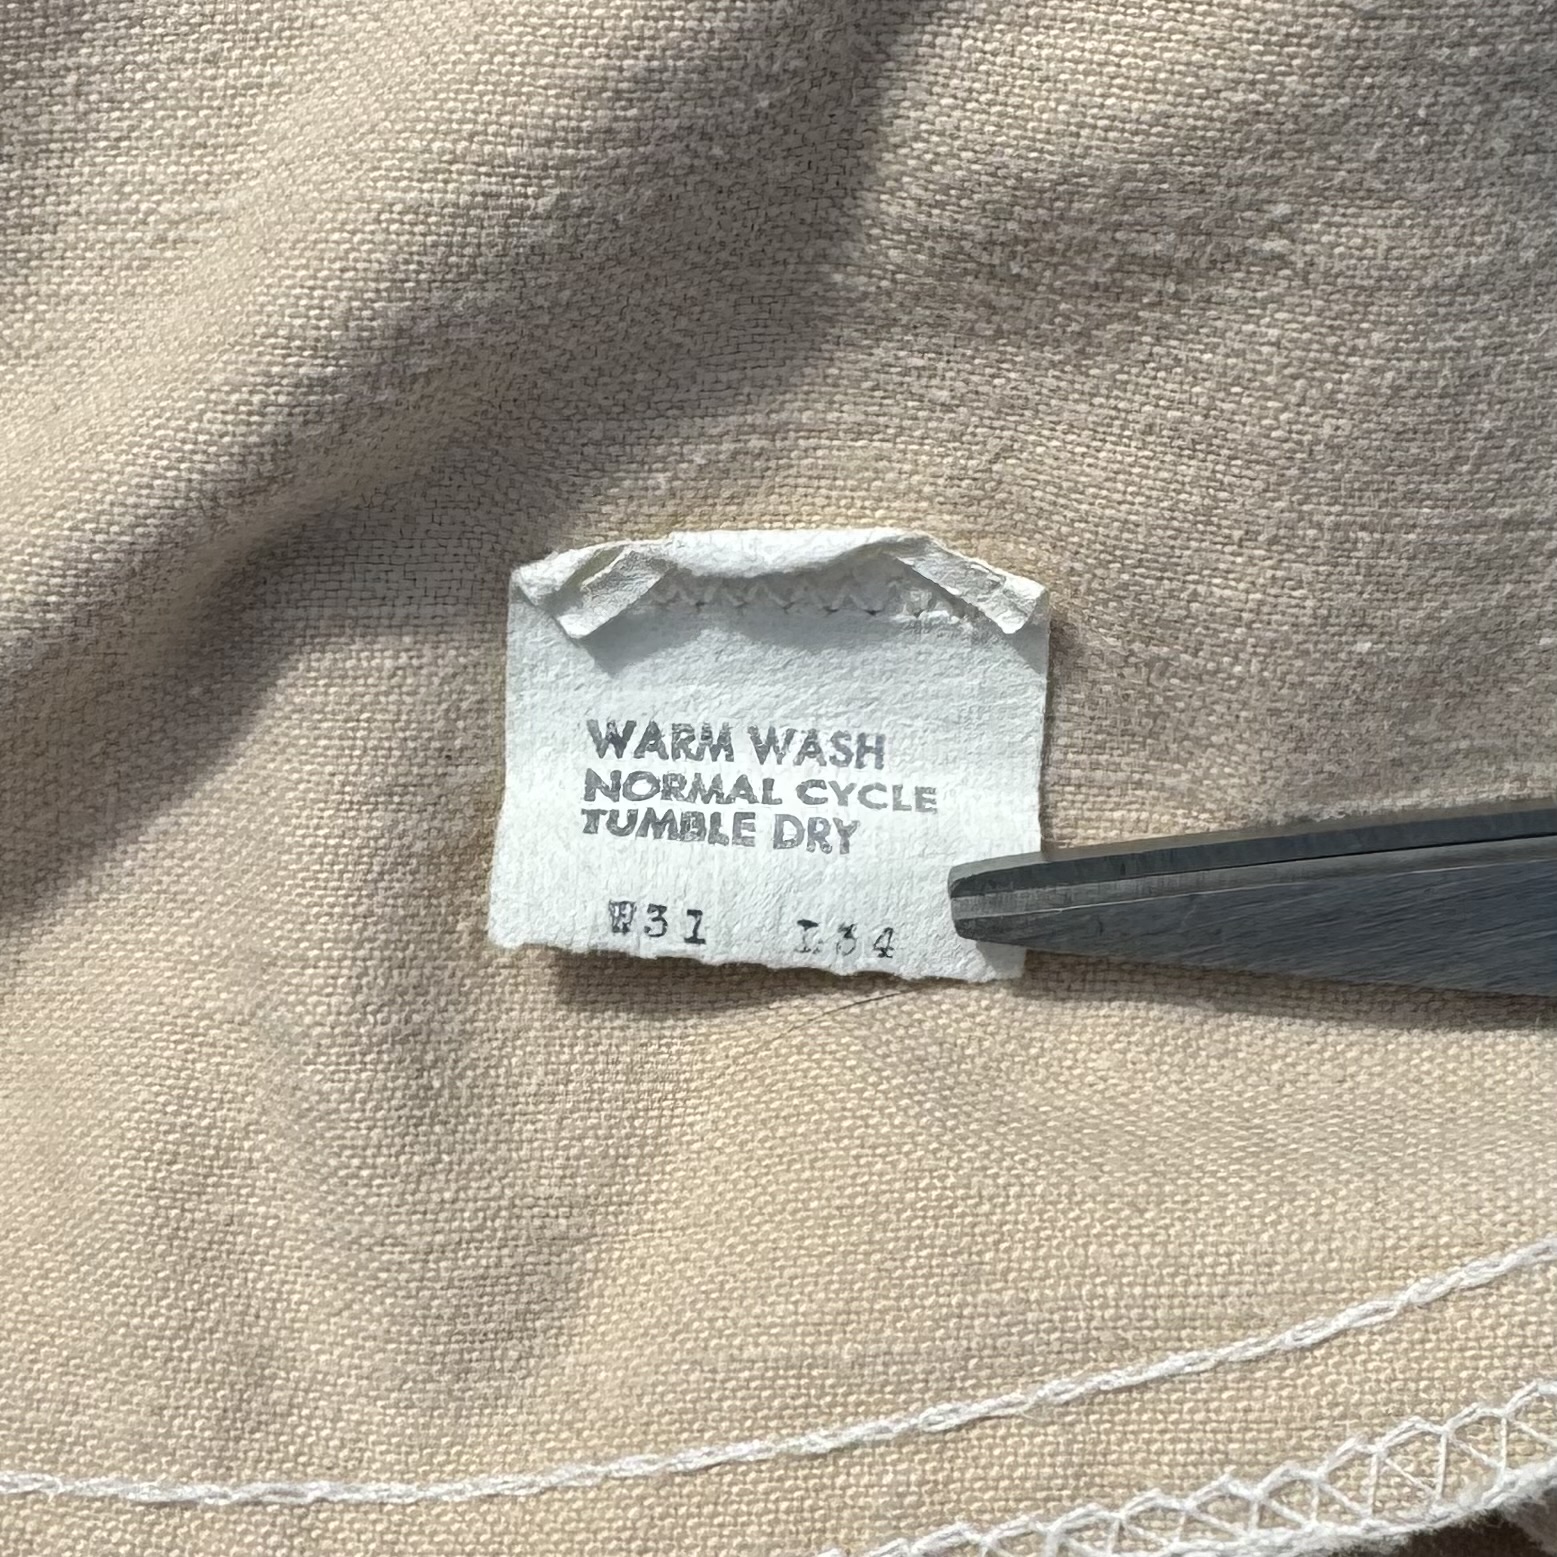 WARM WASH
NORMAL CYCLE
TUMBLE DRY
W31 L34